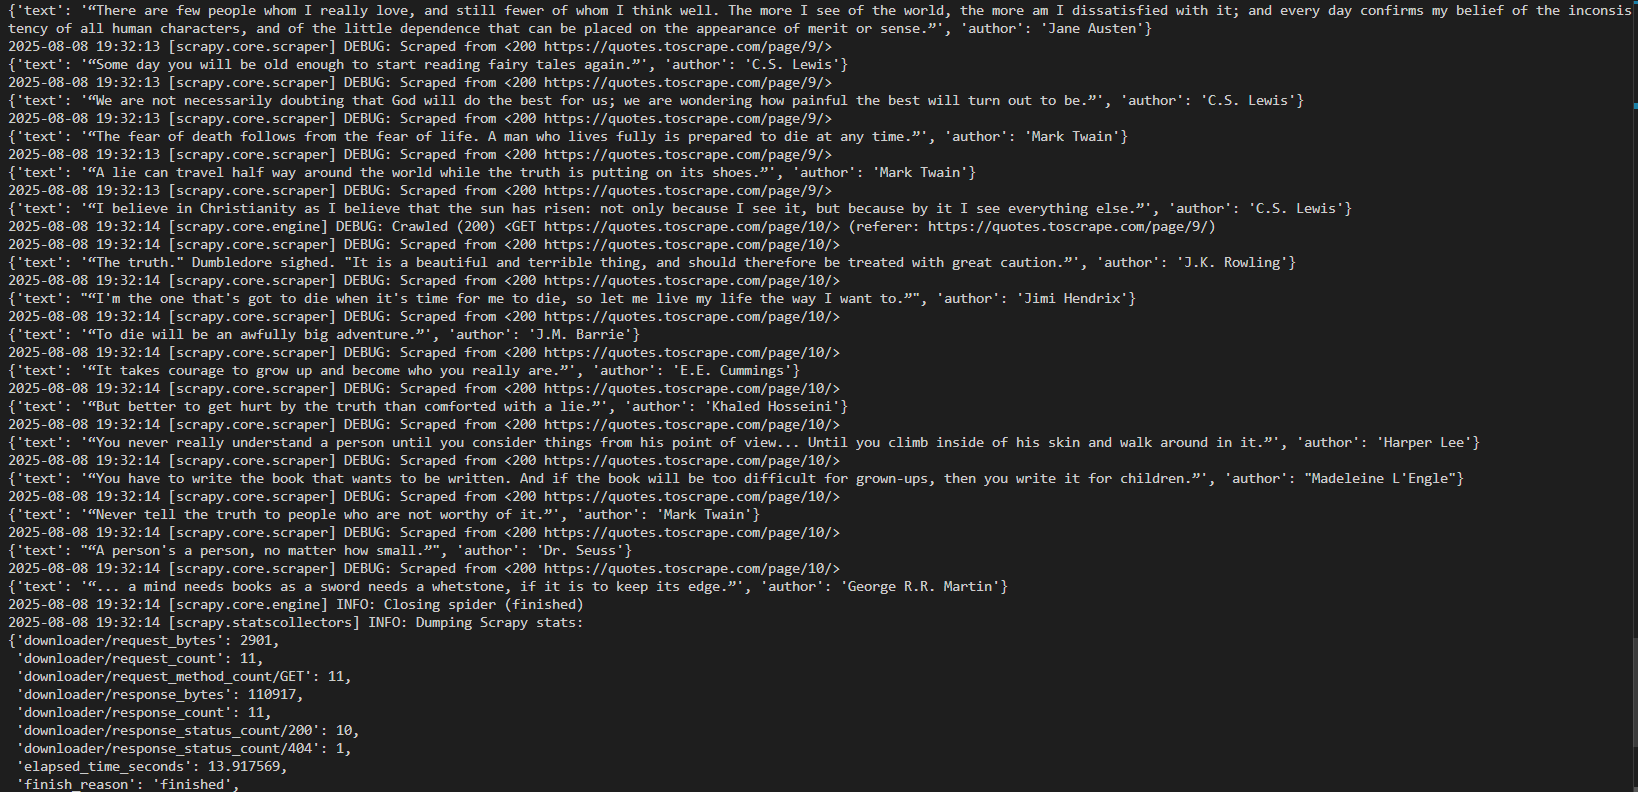 {'text': '“There are few people whom I really love, and still fewer of whom I think well. The more I see of the world, the more am I dissatisfied with it; and every day confirms my belief of the inconsis
tency of all human characters, and of the little dependence that can be placed on the appearance of merit or sense.”', 'author': 'Jane Austen'}
2025-08-08 19:32:13 [scrapy.core.scraper] DEBUG: Scraped from <200 https://quotes.toscrape.com/page/9/>
{'text': '“Some day you will be old enough to start reading fairy tales again.”', 'author': 'C.S. Lewis'}
2025-08-08 19:32:13 [scrapy.core.scraper] DEBUG: Scraped from <200 https://quotes.toscrape.com/page/9/>
{'text': '“We are not necessarily doubting that God will do the best for us; we are wondering how painful the best will turn out to be.”', 'author': 'C.S. Lewis'}
2025-08-08 19:32:13 [scrapy.core.scraper] DEBUG: Scraped from <200 https://quotes.toscrape.com/page/9/>
{'text': '“The fear of death follows from the fear of life. A man who lives fully is prepared to die at any time.”', 'author': 'Mark Twain'}
2025-08-08 19:32:13 [scrapy.core.scraper] DEBUG: Scraped from <200 https://quotes.toscrape.com/page/9/>
{'text': '“A lie can travel half way around the world while the truth is putting on its shoes.”', 'author': 'Mark Twain'}
2025-08-08 19:32:13 [scrapy.core.scraper] DEBUG: Scraped from <200 https://quotes.toscrape.com/page/9/>
{'text': '“I believe in Christianity as I believe that the sun has risen: not only because I see it, but because by it I see everything else.”', 'author': 'C.S. Lewis'}
2025-08-08 19:32:14 [scrapy.core.engine] DEBUG: Crawled (200) <GET https://quotes.toscrape.com/page/10/> (referer: https://quotes.toscrape.com/page/9/)
2025-08-08 19:32:14 [scrapy.core.scraper] DEBUG: Scraped from <200 https://quotes.toscrape.com/page/10/>
{'text': '“The truth." Dumbledore sighed. "It is a beautiful and terrible thing, and should therefore be treated with great caution.”', 'author': 'J.K. Rowling'}
2025-08-08 19:32:14 [scrapy.core.scraper] DEBUG: Scraped from <200 https://quotes.toscrape.com/page/10/>
{'text': "“I'm the one that's got to die when it's time for me to die, so let me live my life the way I want to.”", 'author': 'Jimi Hendrix'}
2025-08-08 19:32:14 [scrapy.core.scraper] DEBUG: Scraped from <200 https://quotes.toscrape.com/page/10/>
{'text': '“To die will be an awfully big adventure.”', 'author': 'J.M. Barrie'}
2025-08-08 19:32:14 [scrapy.core.scraper] DEBUG: Scraped from <200 https://quotes.toscrape.com/page/10/>
{'text': '“It takes courage to grow up and become who you really are.”', 'author': 'E.E. Cummings'}
2025-08-08 19:32:14 [scrapy.core.scraper] DEBUG: Scraped from <200 https://quotes.toscrape.com/page/10/>
{'text': '“But better to get hurt by the truth than comforted with a lie.”', 'author': 'Khaled Hosseini'}
2025-08-08 19:32:14 [scrapy.core.scraper] DEBUG: Scraped from <200 https://quotes.toscrape.com/page/10/>
{'text': '“You never really understand a person until you consider things from his point of view... Until you climb inside of his skin and walk around in it.”', 'author': 'Harper Lee'}
2025-08-08 19:32:14 [scrapy.core.scraper] DEBUG: Scraped from <200 https://quotes.toscrape.com/page/10/>
{'text': '“You have to write the book that wants to be written. And if the book will be too difficult for grown-ups, then you write it for children.”', 'author': "Madeleine L'Engle"}
2025-08-08 19:32:14 [scrapy.core.scraper] DEBUG: Scraped from <200 https://quotes.toscrape.com/page/10/>
{'text': '“Never tell the truth to people who are not worthy of it.”', 'author': 'Mark Twain'}
2025-08-08 19:32:14 [scrapy.core.scraper] DEBUG: Scraped from <200 https://quotes.toscrape.com/page/10/>
{'text': "“A person's a person, no matter how small.”", 'author': 'Dr. Seuss'}
2025-08-08 19:32:14 [scrapy.core.scraper] DEBUG: Scraped from <200 https://quotes.toscrape.com/page/10/>
{'text': '“... a mind needs books as a sword needs a whetstone, if it is to keep its edge.”', 'author': 'George R.R. Martin'}
2025-08-08 19:32:14 [scrapy.core.engine] INFO: Closing spider (finished)
2025-08-08 19:32:14 [scrapy.statscollectors] INFO: Dumping Scrapy stats:
{'downloader/request_bytes': 2901,
'downloader/request_count': 11,
'downloader/request_method_count/GET': 11,
'downloader/response_bytes': 110917,
'downloader/response_count': 11,
'downloader/response_status_count/200': 10,
'downloader/response_status_count/404': 1,
'elapsed_time_seconds': 13.917569,
'finish_reason': 'finished',